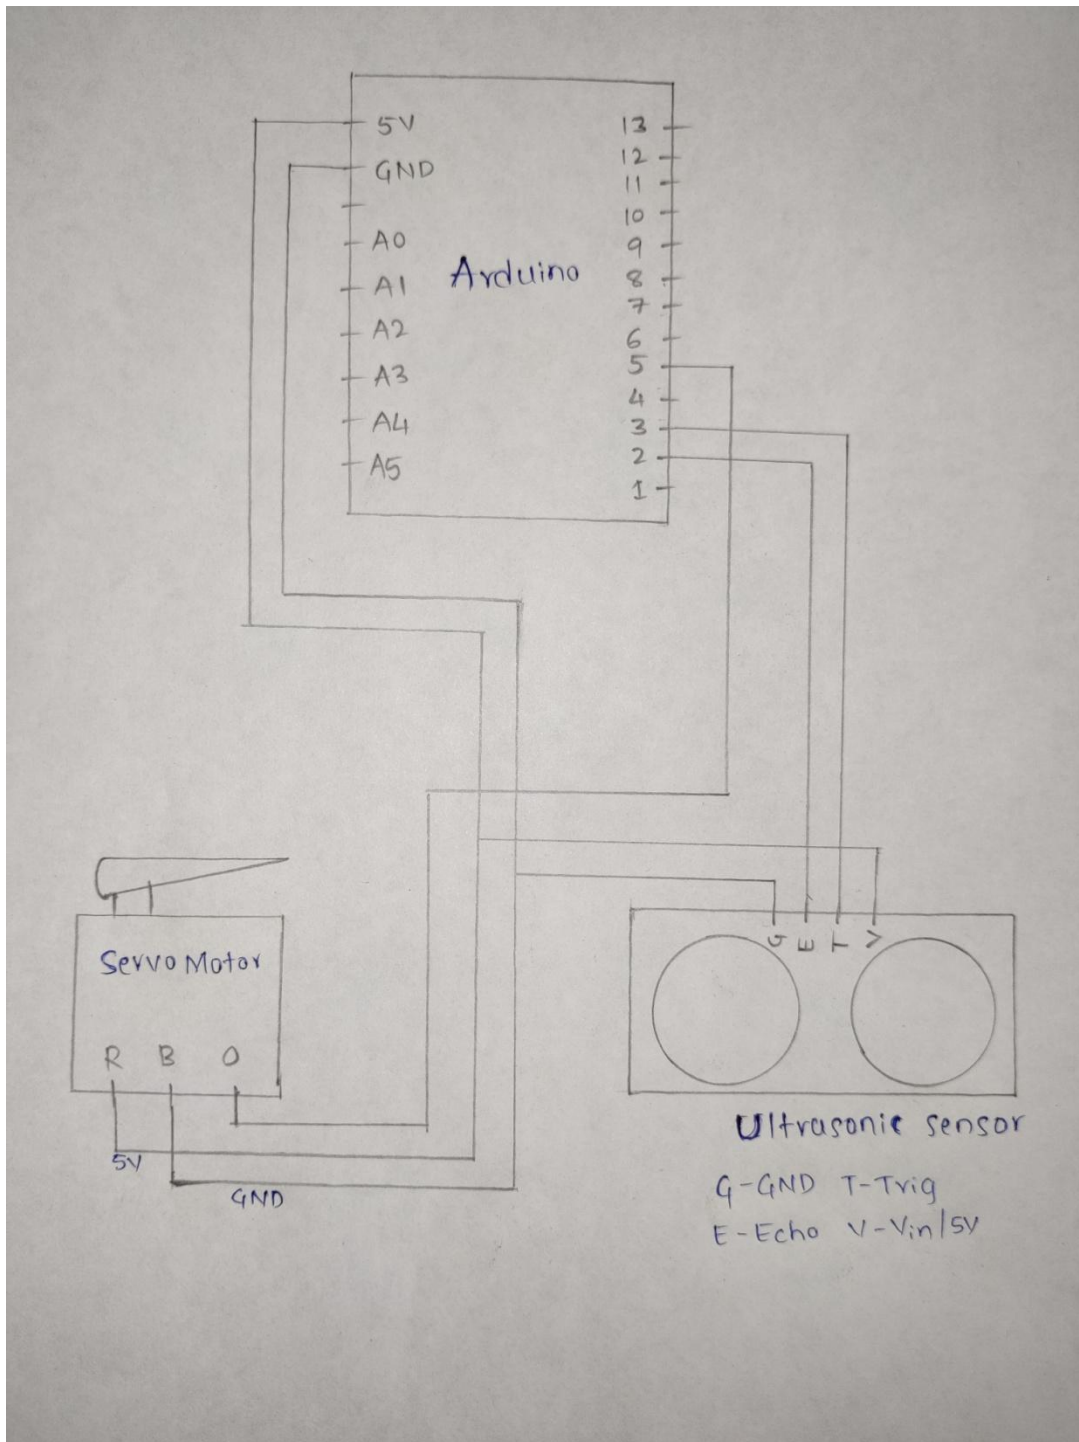 5V
GND
A0
A1
A2
A3
A4
A5
Arduino
13
12
11
10
9
8
7
6
5
4
3
2
1
Servo Motor
R B O
5V
GND
G E T V
Ultrasonic sensor
G-GND T-Trig
E-Echo V-Vin/5V